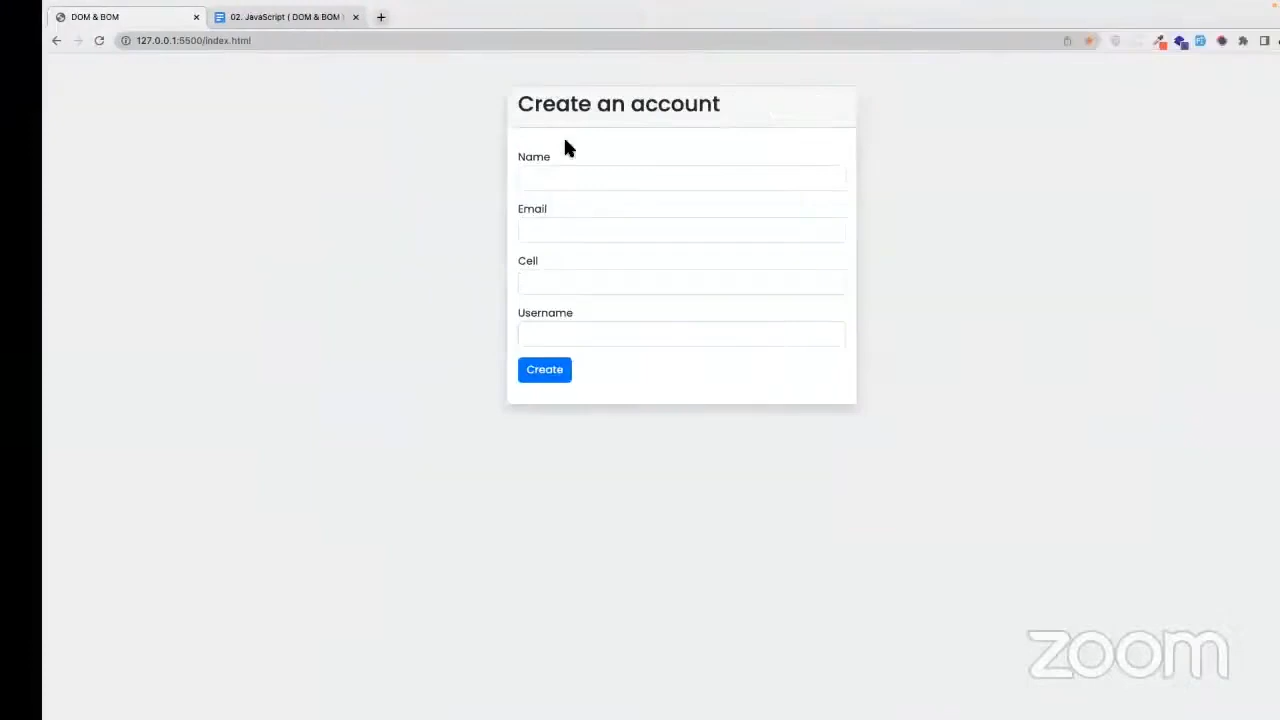 DOM & BOM
02. JavaScript ( DOM & BOM )
127.0.0.1:5500/index.html
Create an account
Name
Email
Cell
Username
Create
zoom